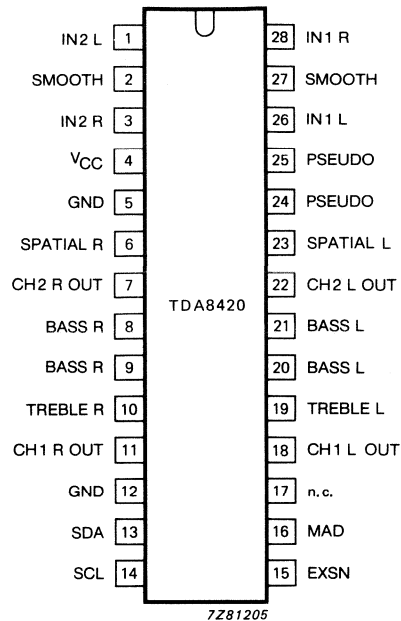 IN2 L 1 28 IN1 R
SMOOTH 2 27 SMOOTH
IN2 R 3 26 IN1 L
VCC 4 25 PSEUDO
GND 5 24 PSEUDO
SPATIAL R 6 23 SPATIAL L
CH2 R OUT 7 22 CH2 L OUT
TDA8420
BASS R 8 21 BASS L
BASS R 9 20 BASS L
TREBLE R 10 19 TREBLE L
CH1 R OUT 11 18 CH1 L OUT
GND 12 17 n.c.
SDA 13 16 MAD
SCL 14 15 EXSN
7Z81205